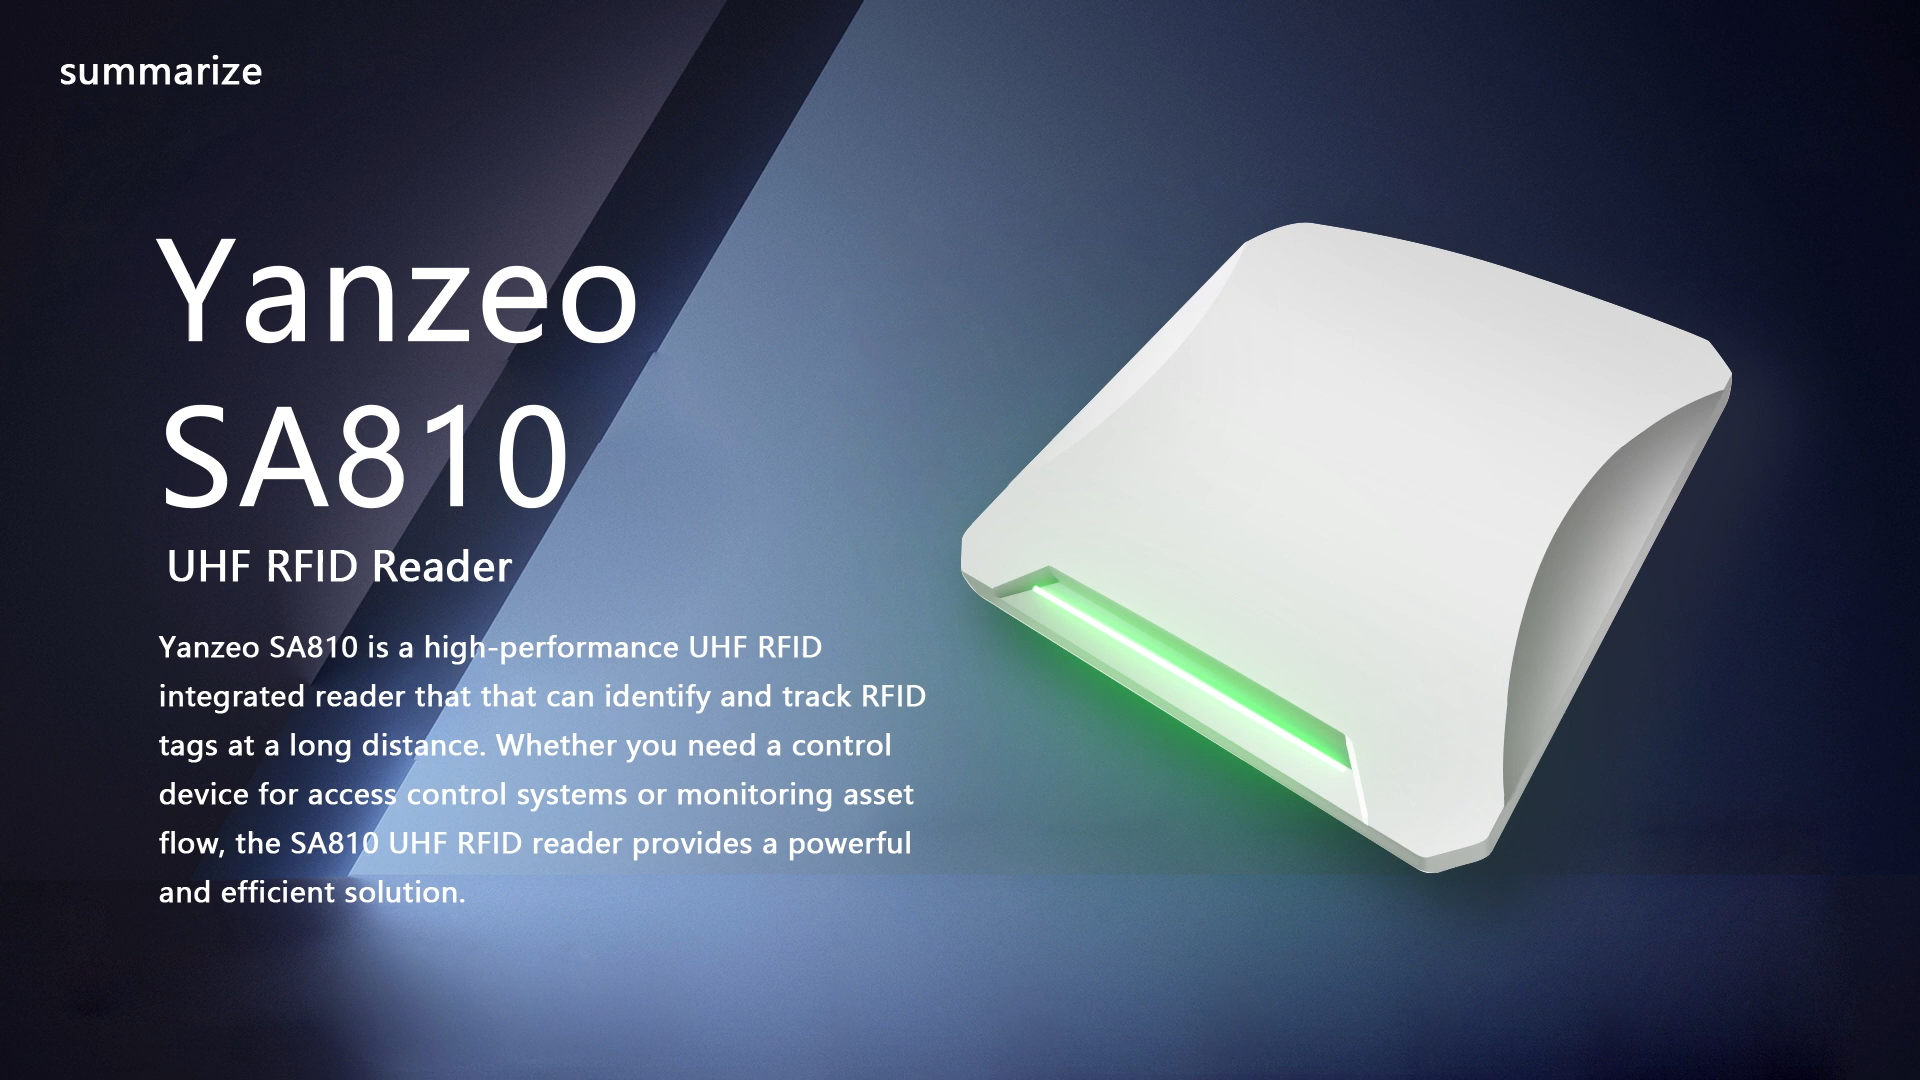 summarize
Yanzeo
SA810
UHF RFID Reader
Yanzeo SA810 is a high-performance UHF RFID
integrated reader that that can identify and track RFID
tags at a long distance. Whether you need a control
device for access control systems or monitoring asset
flow, the SA810 UHF RFID reader provides a powerful
and efficient solution.